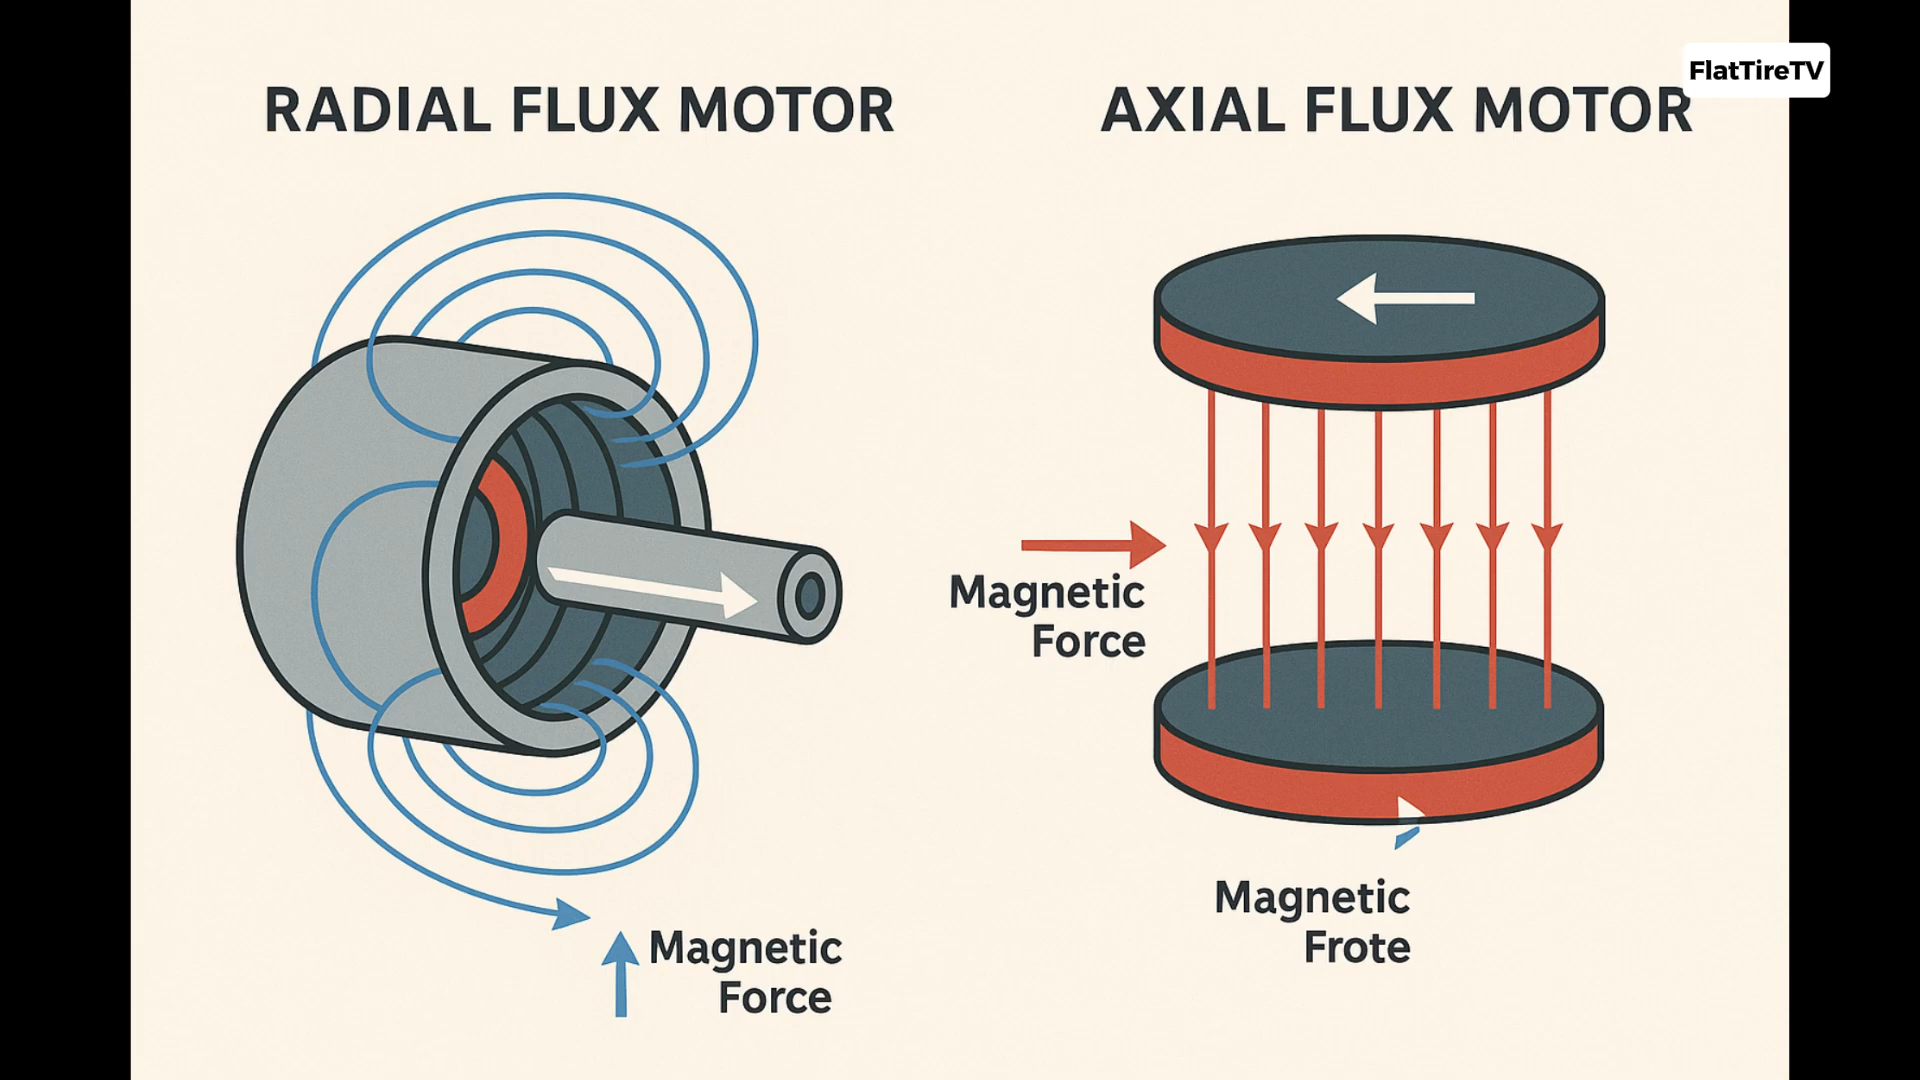 FlatTireTV
RADIAL FLUX MOTOR
AXIAL FLUX MOTOR
Magnetic
Force
Magnetic
Frote
Magnetic
Force